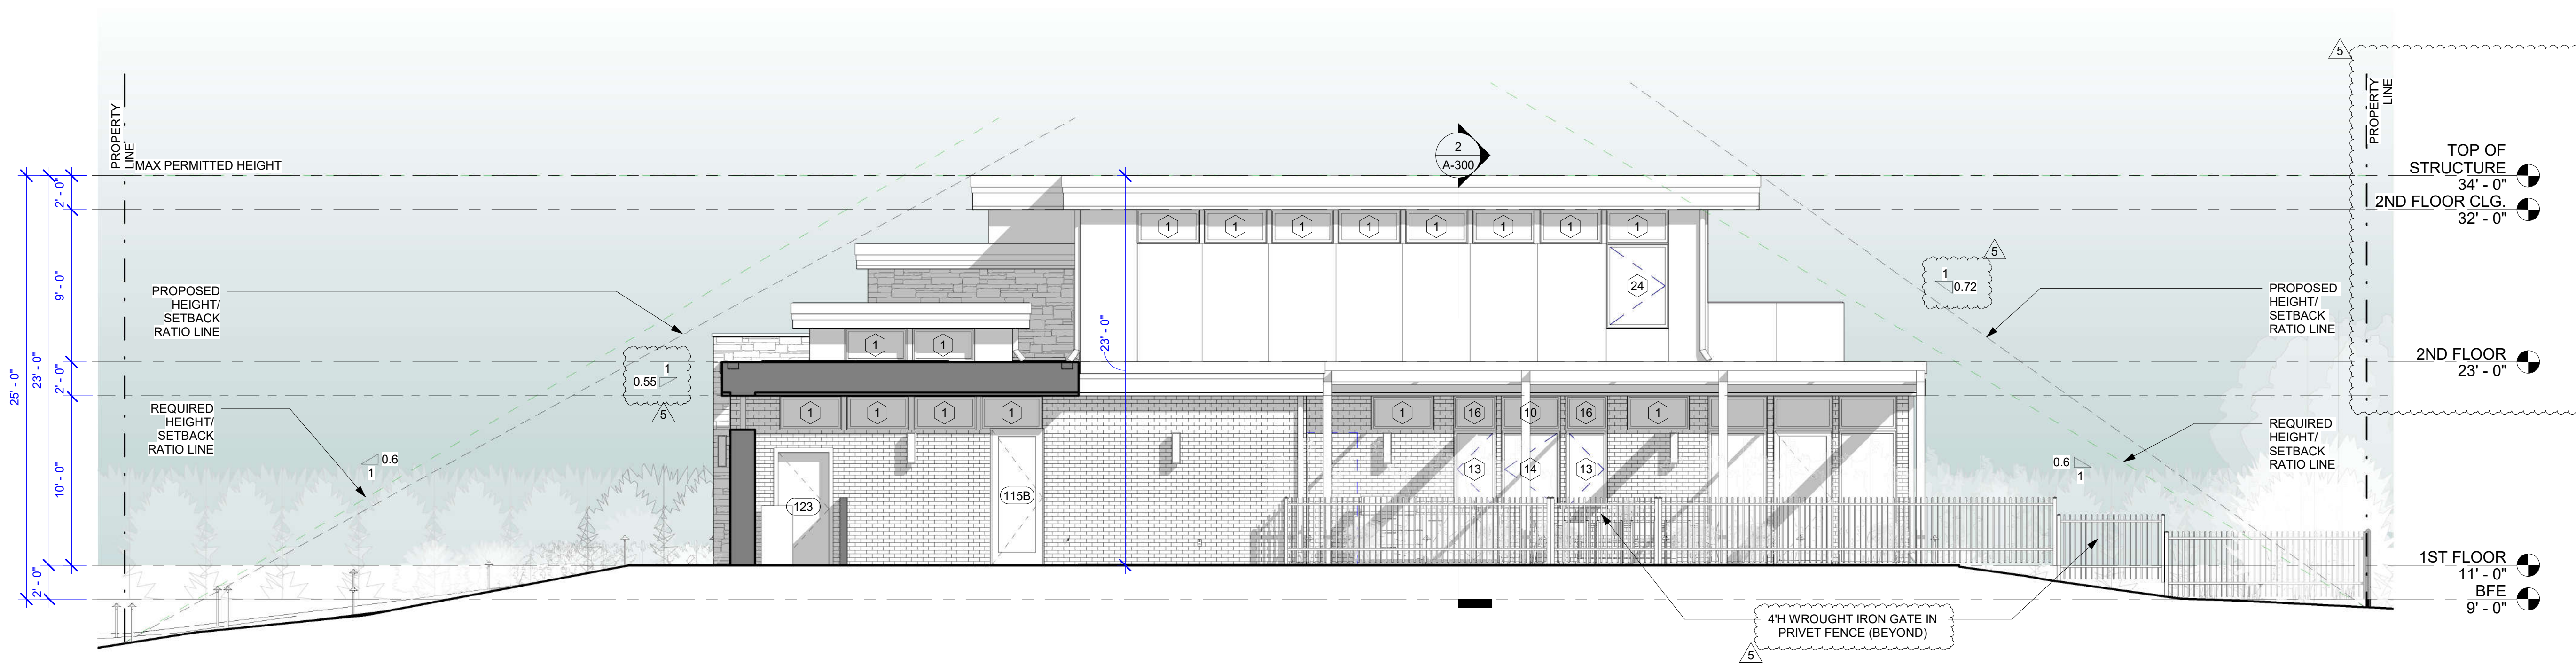 PROPERTY
LINE
MAX PERMITTED HEIGHT
25' - 0"
23' - 0"
2' - 0"
9' - 0"
2' - 0"
10' - 0"
2' - 0"
PROPOSED
HEIGHT/
SETBACK
RATIO LINE
REQUIRED
HEIGHT/
SETBACK
RATIO LINE
1
0.55
5
0.6
1
2
A-300
23' - 0"
1
1
1
1
1
1
1
1
24
1
1
1
1
1
1
1
16
10
16
1
13
14
13
123
115B
5
1
0.72
PROPOSED
HEIGHT/
SETBACK
RATIO LINE
REQUIRED
HEIGHT/
SETBACK
RATIO LINE
0.6
1
4'H WROUGHT IRON GATE IN
PRIVET FENCE (BEYOND)
5
5
PROPERTY
LINE
TOP OF
STRUCTURE
34' - 0"
2ND FLOOR CLG.
32' - 0"
2ND FLOOR
23' - 0"
1ST FLOOR
11' - 0"
BFE
9' - 0"